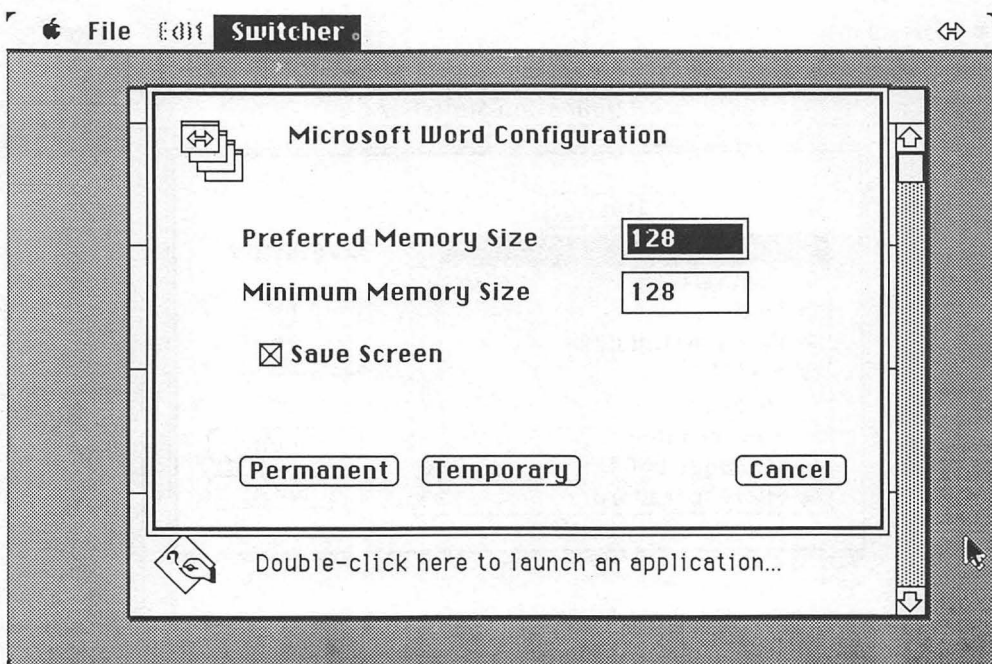 File Edit Switcher
Microsoft Word Configuration
Preferred Memory Size 128
Minimum Memory Size 128
Save Screen
Permanent Temporary Cancel
Double-click here to launch an application...